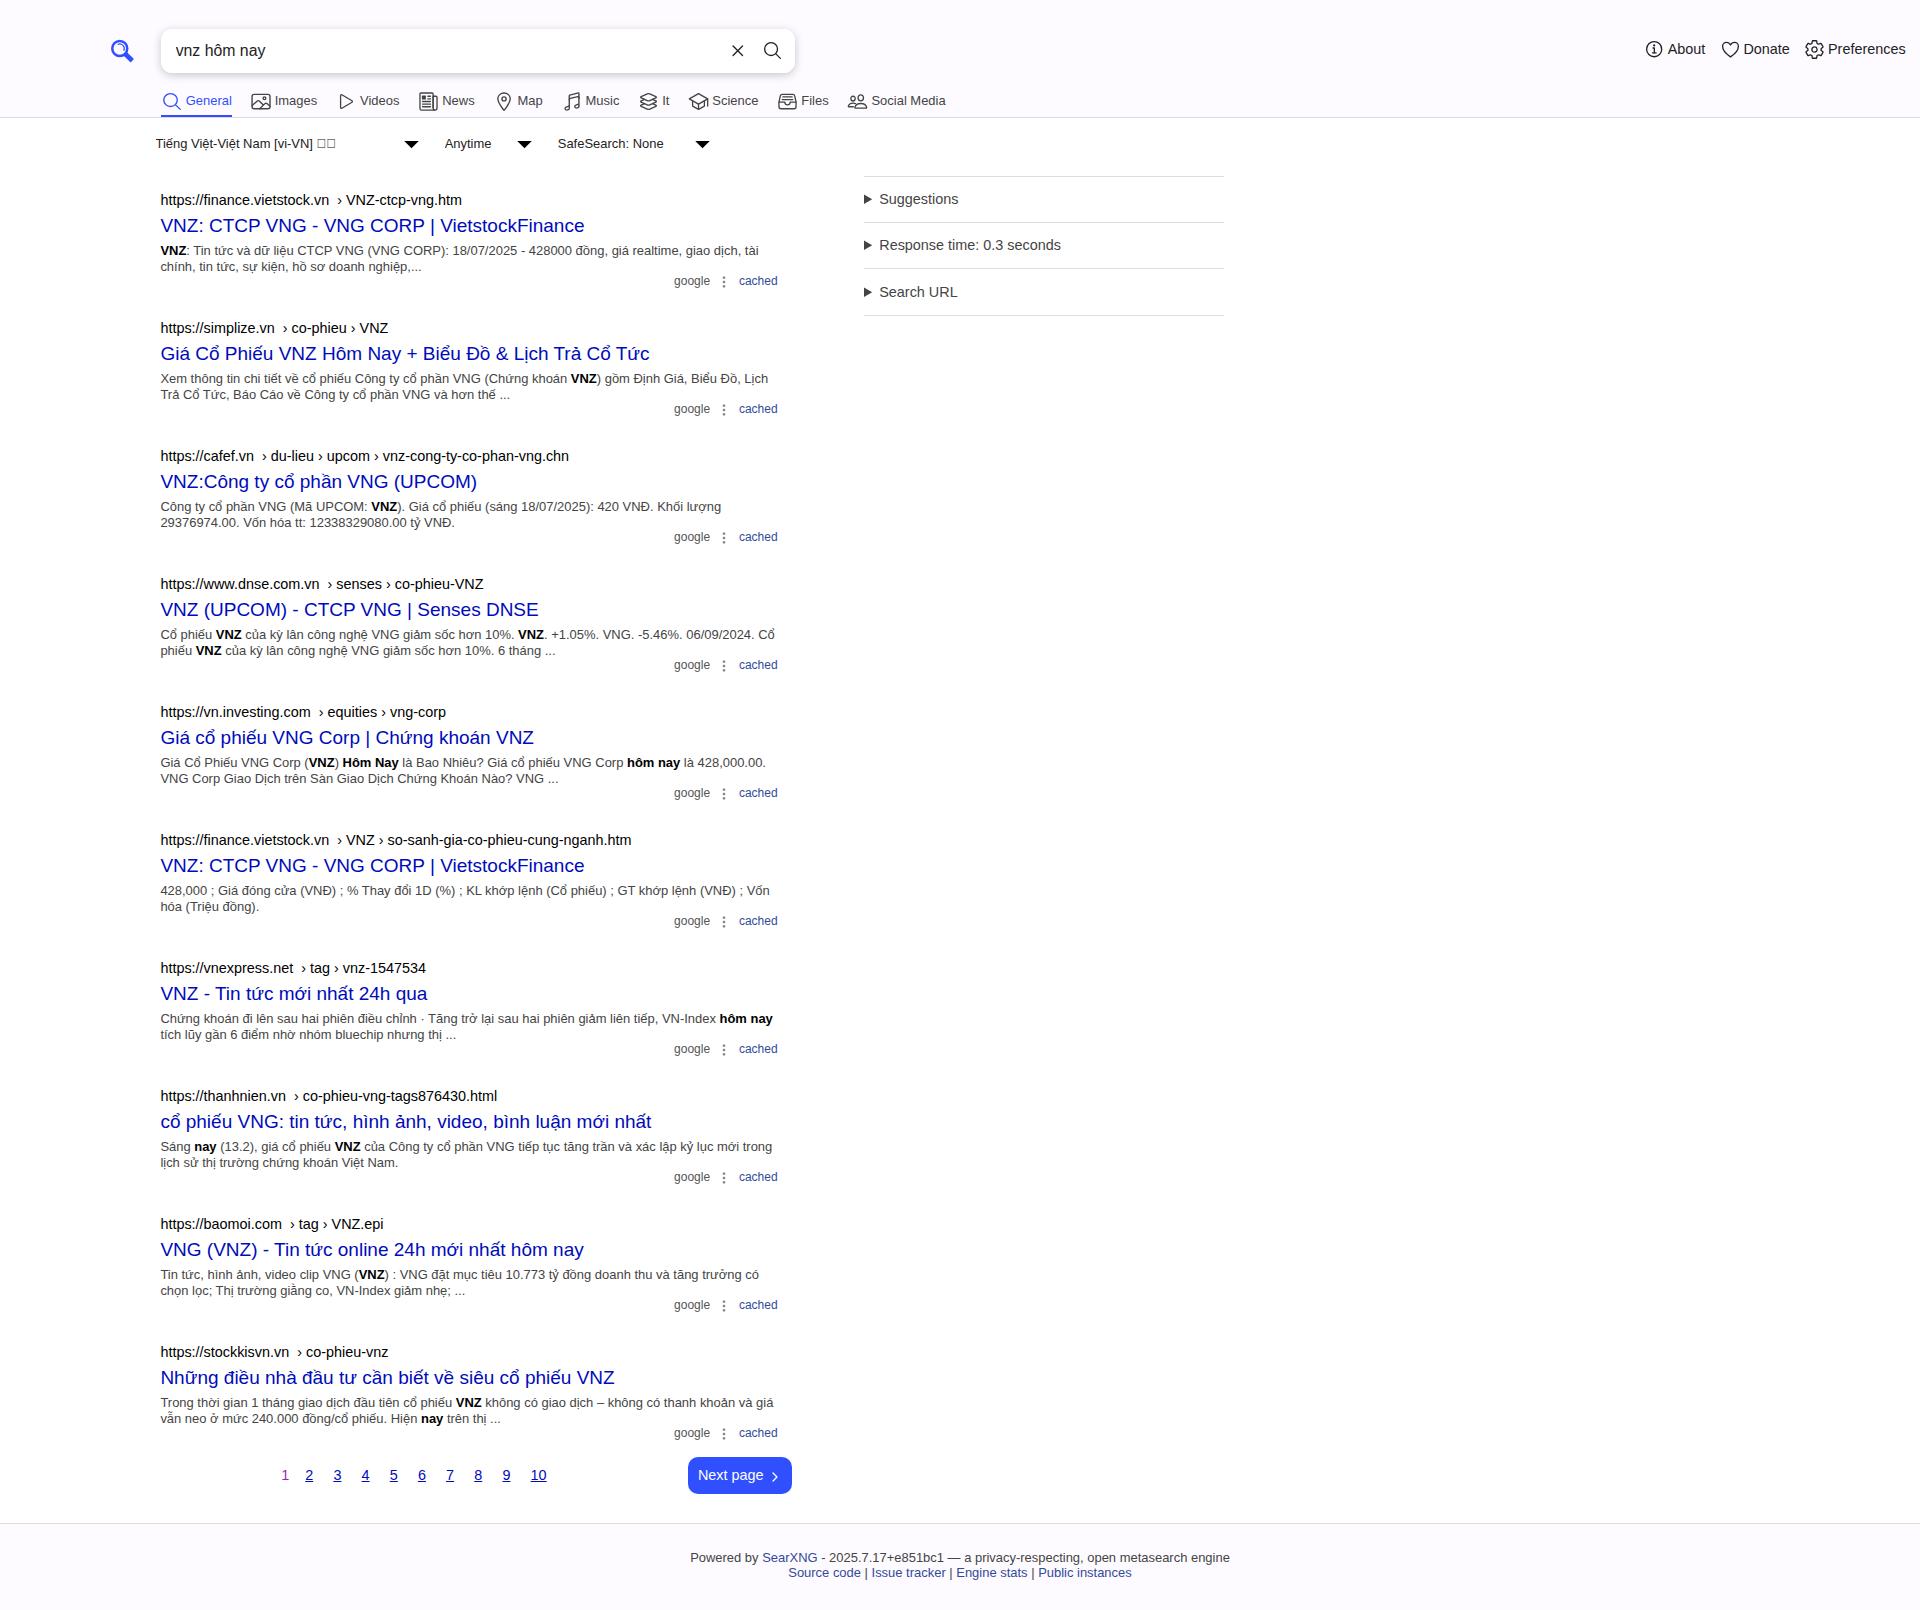 vnz hôm nay
About Donate Preferences
General Images Videos News Map Music It Science Files Social Media
Tiếng Việt-Việt Nam [vi-VN] Anytime SafeSearch: None
https://finance.vietstock.vn › VNZ-ctcp-vng.htm
VNZ: CTCP VNG - VNG CORP | VietstockFinance
VNZ: Tin tức và dữ liệu CTCP VNG (VNG CORP): 18/07/2025 - 428000 đồng, giá realtime, giao dịch, tài
chính, tin tức, sự kiện, hồ sơ doanh nghiệp,...
google cached
https://simplize.vn › co-phieu › VNZ
Giá Cổ Phiếu VNZ Hôm Nay + Biểu Đồ & Lịch Trả Cổ Tức
Xem thông tin chi tiết về cổ phiếu Công ty cổ phần VNG (Chứng khoán VNZ) gồm Định Giá, Biểu Đồ, Lịch
Trả Cổ Tức, Báo Cáo về Công ty cổ phần VNG và hơn thế ...
google cached
https://cafef.vn › du-lieu › upcom › vnz-cong-ty-co-phan-vng.chn
VNZ:Công ty cổ phần VNG (UPCOM)
Công ty cổ phần VNG (Mã UPCOM: VNZ). Giá cổ phiếu (sáng 18/07/2025): 420 VNĐ. Khối lượng
29376974.00. Vốn hóa tt: 12338329080.00 tỷ VNĐ.
google cached
https://www.dnse.com.vn › senses › co-phieu-VNZ
VNZ (UPCOM) - CTCP VNG | Senses DNSE
Cổ phiếu VNZ của kỳ lân công nghệ VNG giảm sốc hơn 10%. VNZ. +1.05%. VNG. -5.46%. 06/09/2024. Cổ
phiếu VNZ của kỳ lân công nghệ VNG giảm sốc hơn 10%. 6 tháng ...
google cached
https://vn.investing.com › equities › vng-corp
Giá cổ phiếu VNG Corp | Chứng khoán VNZ
Giá Cổ Phiếu VNG Corp (VNZ) Hôm Nay là Bao Nhiêu? Giá cổ phiếu VNG Corp hôm nay là 428,000.00.
VNG Corp Giao Dịch trên Sàn Giao Dịch Chứng Khoán Nào? VNG ...
google cached
https://finance.vietstock.vn › VNZ › so-sanh-gia-co-phieu-cung-nganh.htm
VNZ: CTCP VNG - VNG CORP | VietstockFinance
428,000 ; Giá đóng cửa (VNĐ) ; % Thay đổi 1D (%) ; KL khớp lệnh (Cổ phiếu) ; GT khớp lệnh (VNĐ) ; Vốn
hóa (Triệu đồng).
google cached
https://vnexpress.net › tag › vnz-1547534
VNZ - Tin tức mới nhất 24h qua
Chứng khoán đi lên sau hai phiên điều chỉnh · Tăng trở lại sau hai phiên giảm liên tiếp, VN-Index hôm nay
tích lũy gần 6 điểm nhờ nhóm bluechip nhưng thị ...
google cached
https://thanhnien.vn › co-phieu-vng-tags876430.html
cổ phiếu VNG: tin tức, hình ảnh, video, bình luận mới nhất
Sáng nay (13.2), giá cổ phiếu VNZ của Công ty cổ phần VNG tiếp tục tăng trần và xác lập kỷ lục mới trong
lịch sử thị trường chứng khoán Việt Nam.
google cached
https://baomoi.com › tag › VNZ.epi
VNG (VNZ) - Tin tức online 24h mới nhất hôm nay
Tin tức, hình ảnh, video clip VNG (VNZ) : VNG đặt mục tiêu 10.773 tỷ đồng doanh thu và tăng trưởng có
chọn lọc; Thị trường giằng co, VN-Index giảm nhẹ; ...
google cached
https://stockkisvn.vn › co-phieu-vnz
Những điều nhà đầu tư cần biết về siêu cổ phiếu VNZ
Trong thời gian 1 tháng giao dịch đầu tiên cổ phiếu VNZ không có giao dịch – không có thanh khoản và giá
vẫn neo ở mức 240.000 đồng/cổ phiếu. Hiện nay trên thị ...
google cached
1 2 3 4 5 6 7 8 9 10 Next page
Suggestions
Response time: 0.3 seconds
Search URL
Powered by SearXNG - 2025.7.17+e851bc1 — a privacy-respecting, open metasearch engine
Source code | Issue tracker | Engine stats | Public instances